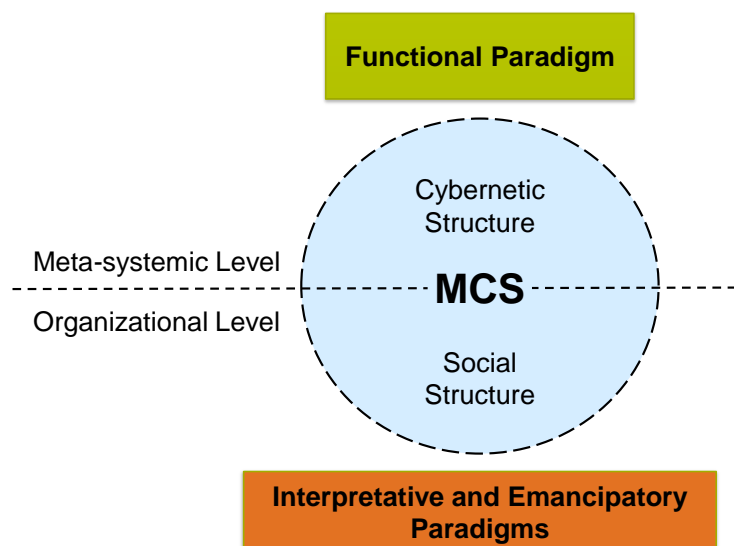 Functional Paradigm
Cybernetic
Structure
Meta-systemic Level
MCS
Organizational Level
Social
Structure
Interpretative and Emancipatory
Paradigms